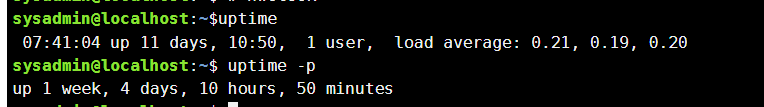 sysadmin@localhost:~$uptime
 07:41:04 up 11 days, 10:50,  1 user,  load average: 0.21, 0.19, 0.20
sysadmin@localhost:~$ uptime -p
up 1 week, 4 days, 10 hours, 50 minutes